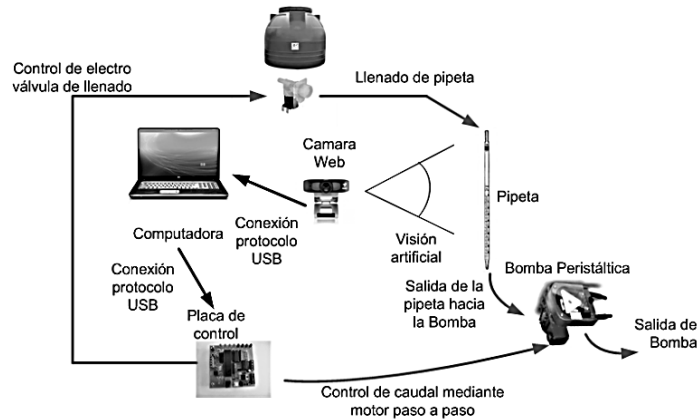 Control de electro
válvula de llenado
Llenado de pipeta
Camara
Web
Pipeta
Computadora
Conexión
protocolo
USB
Visión
artificial
Conexión
protocolo
USB
Salida de la
pipeta hacia
la Bomba
Bomba Peristáltica
Placa de
control
Salida de
Bomba
Control de caudal mediante
motor paso a paso